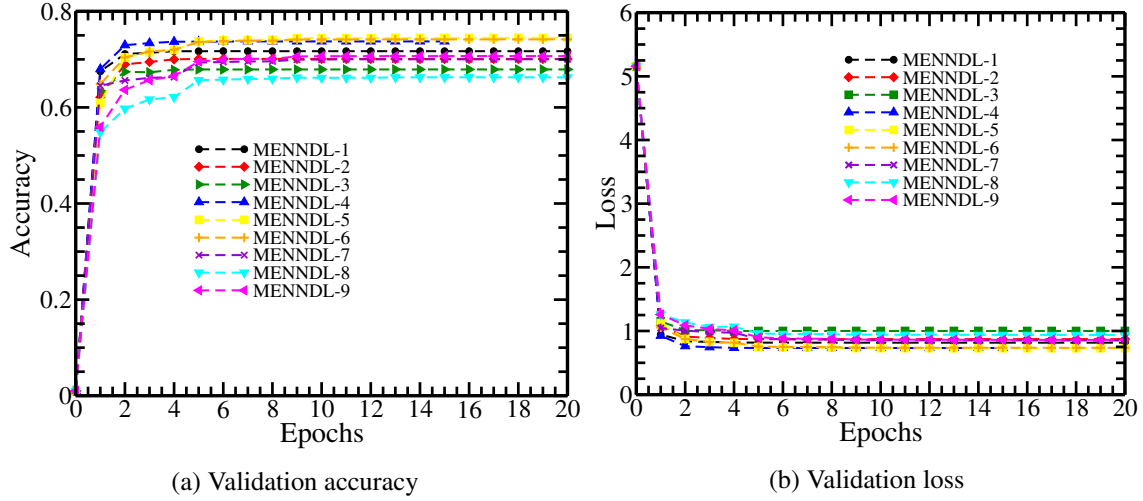 0.8
0.6
0.4
0.2
0
Accuracy
0 2 4 6 8 10 12 14 16 18 20
Epochs
MENNDL-1
MENNDL-2
MENNDL-3
MENNDL-4
MENNDL-5
MENNDL-6
MENNDL-7
MENNDL-8
MENNDL-9
(a) Validation accuracy
6
5
4
3
2
1
0
Loss
0 2 4 6 8 10 12 14 16 18 20
Epochs
MENNDL-1
MENNDL-2
MENNDL-3
MENNDL-4
MENNDL-5
MENNDL-6
MENNDL-7
MENNDL-8
MENNDL-9
(b) Validation loss